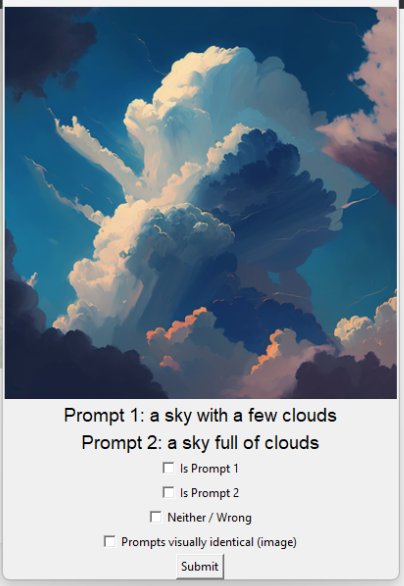 Prompt 1: a sky with a few clouds
Prompt 2: a sky full of clouds
Is Prompt 1
Is Prompt 2
Neither / Wrong
Prompts visually identical (image)
Submit